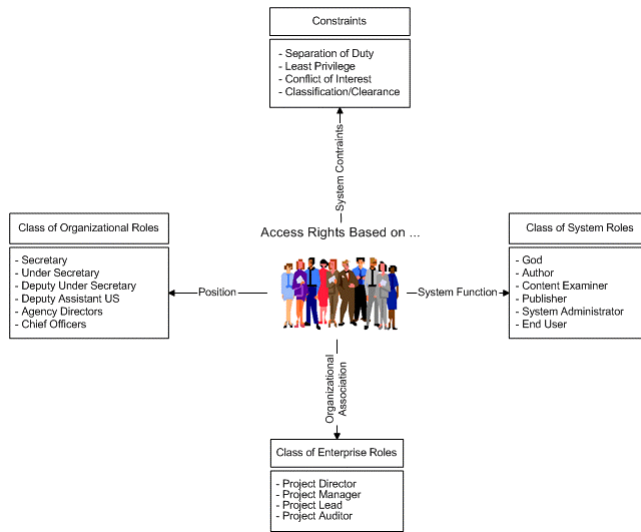 Constraints
- Separation of Duty
- Least Privilege
- Conflict of Interest
- Classification/Clearance
System Contraints
Access Rights Based on ...
Class of Organizational Roles
- Secretary
- Under Secretary
- Deputy Under Secretary
- Deputy Assistant US
- Agency Directors
- Chief Officers
Position
System Function
Class of System Roles
- God
- Author
- Content Examiner
- Publisher
- System Administrator
- End User
Organizational
Association
Class of Enterprise Roles
- Project Director
- Project Manager
- Project Lead
- Project Auditor